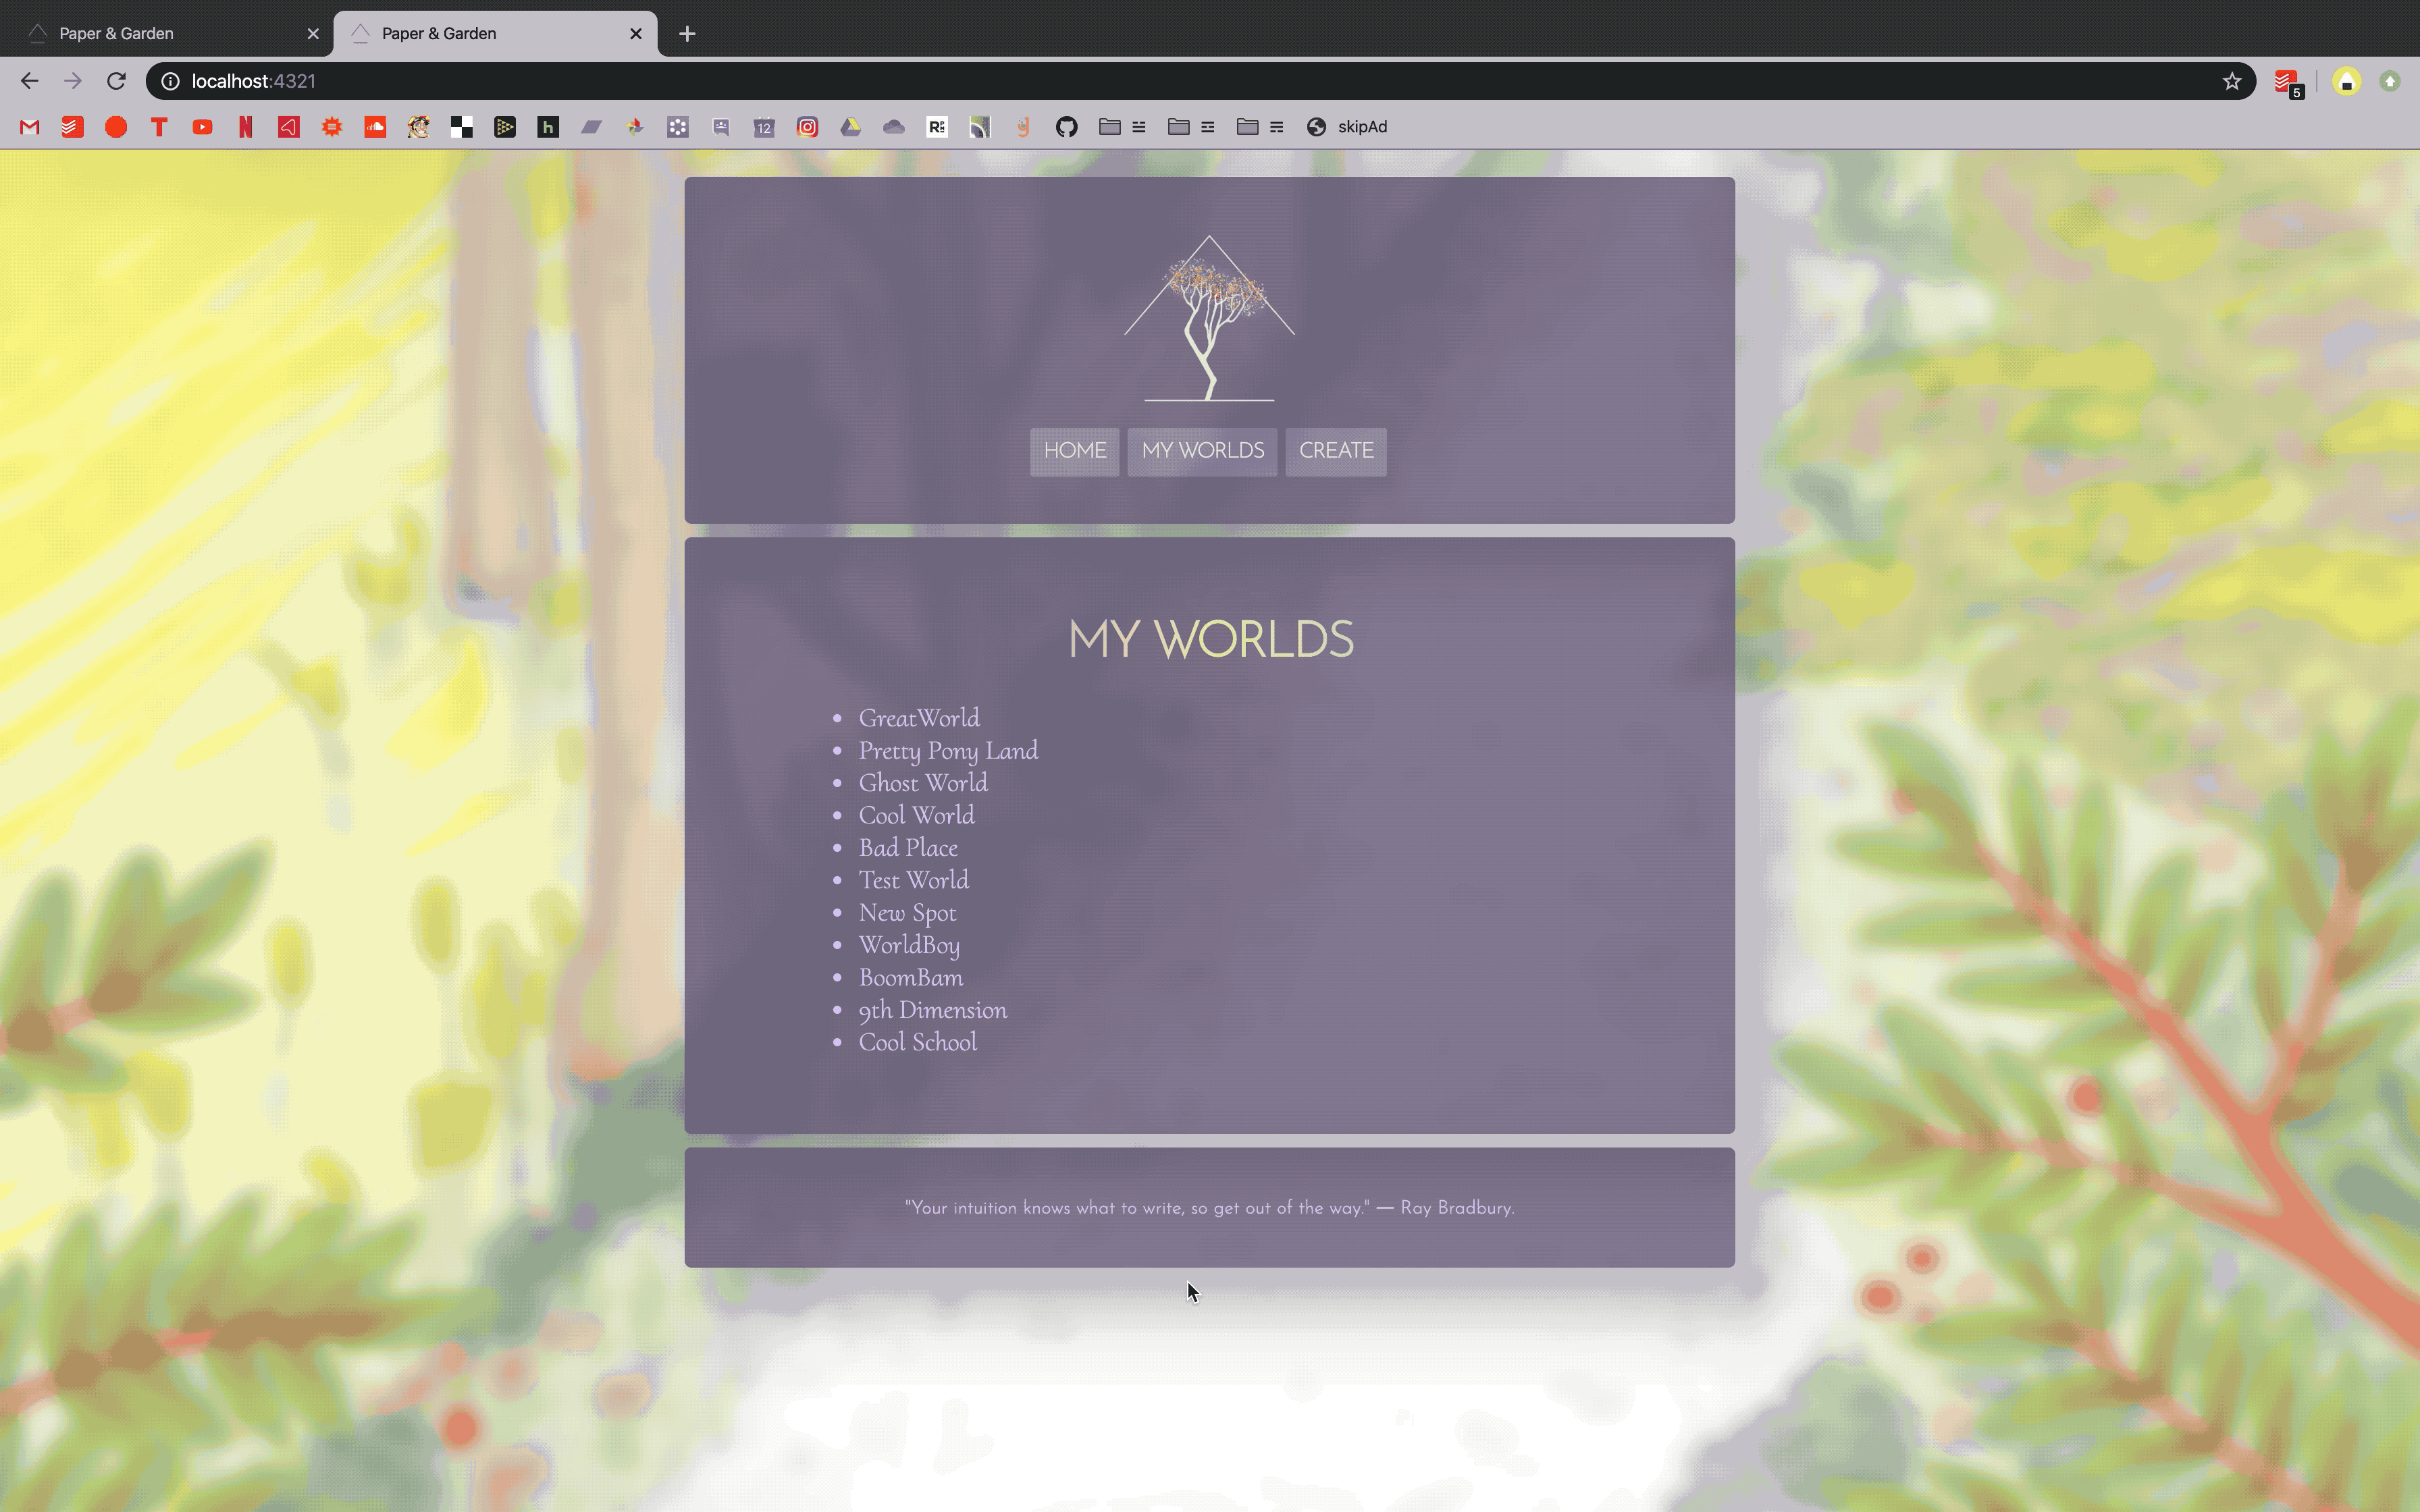 Paper & Garden
Paper & Garden
localhost:4321
5
T
N
h
12
skipAd
HOME
MY WORLDS
CREATE
MY WORLDS
GreatWorld
Pretty Pony Land
Ghost World
Cool World
Bad Place
Test World
New Spot
WorldBoy
BoomBam
9th Dimension
Cool School
"Your intuition knows what to write, so get out of the way." — Ray Bradbury.